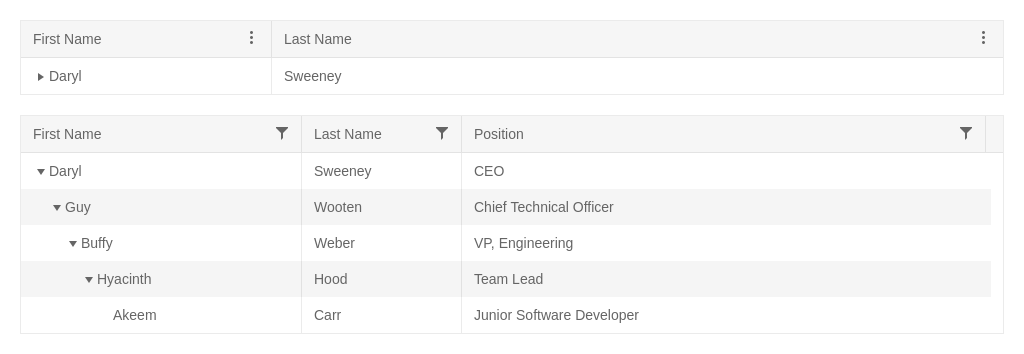 First Name Last Name
Daryl Sweeney
First Name Last Name Position
Daryl Sweeney CEO
Guy Wooten Chief Technical Officer
Buffy Weber VP, Engineering
Hyacinth Hood Team Lead
Akeem Carr Junior Software Developer